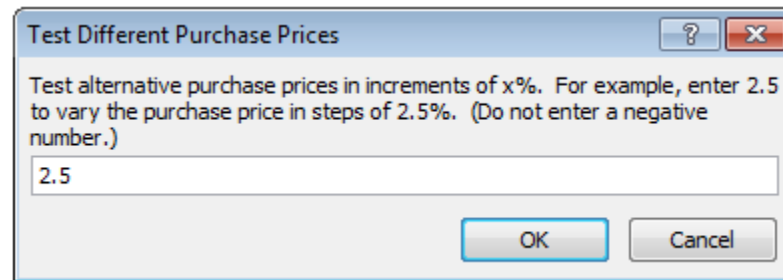 Test Different Purchase Prices
Test alternative purchase prices in increments of x%.  For example, enter 2.5
to vary the purchase price in steps of 2.5%.  (Do not enter a negative
number.)
2.5
OK
Cancel